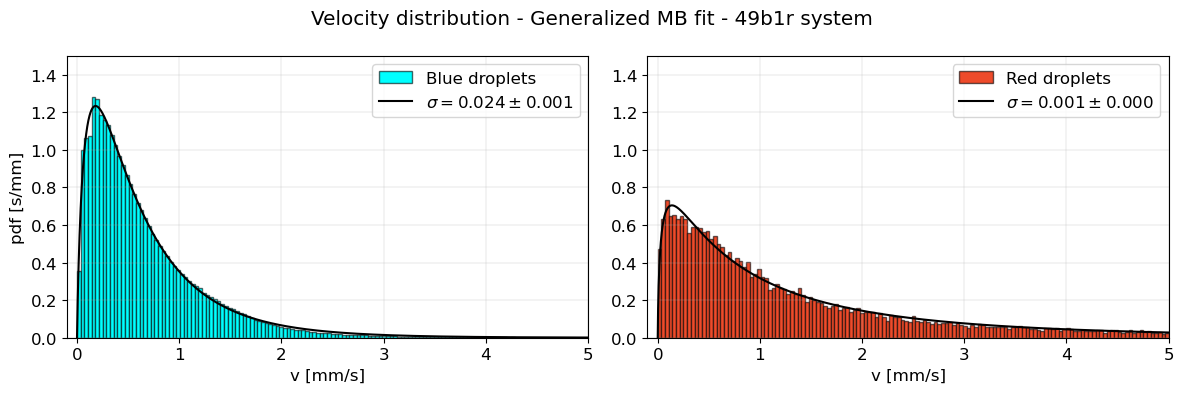 Velocity distribution - Generalized MB fit - 49b1r system
pdf [s/mm]
1.4
1.2
1.0
0.8
0.6
0.4
0.2
0.0
0 1 2 3 4 5
v [mm/s]
Blue droplets
σ = 0.024 ± 0.001
1.4
1.2
1.0
0.8
0.6
0.4
0.2
0.0
0 1 2 3 4 5
v [mm/s]
Red droplets
σ = 0.001 ± 0.000